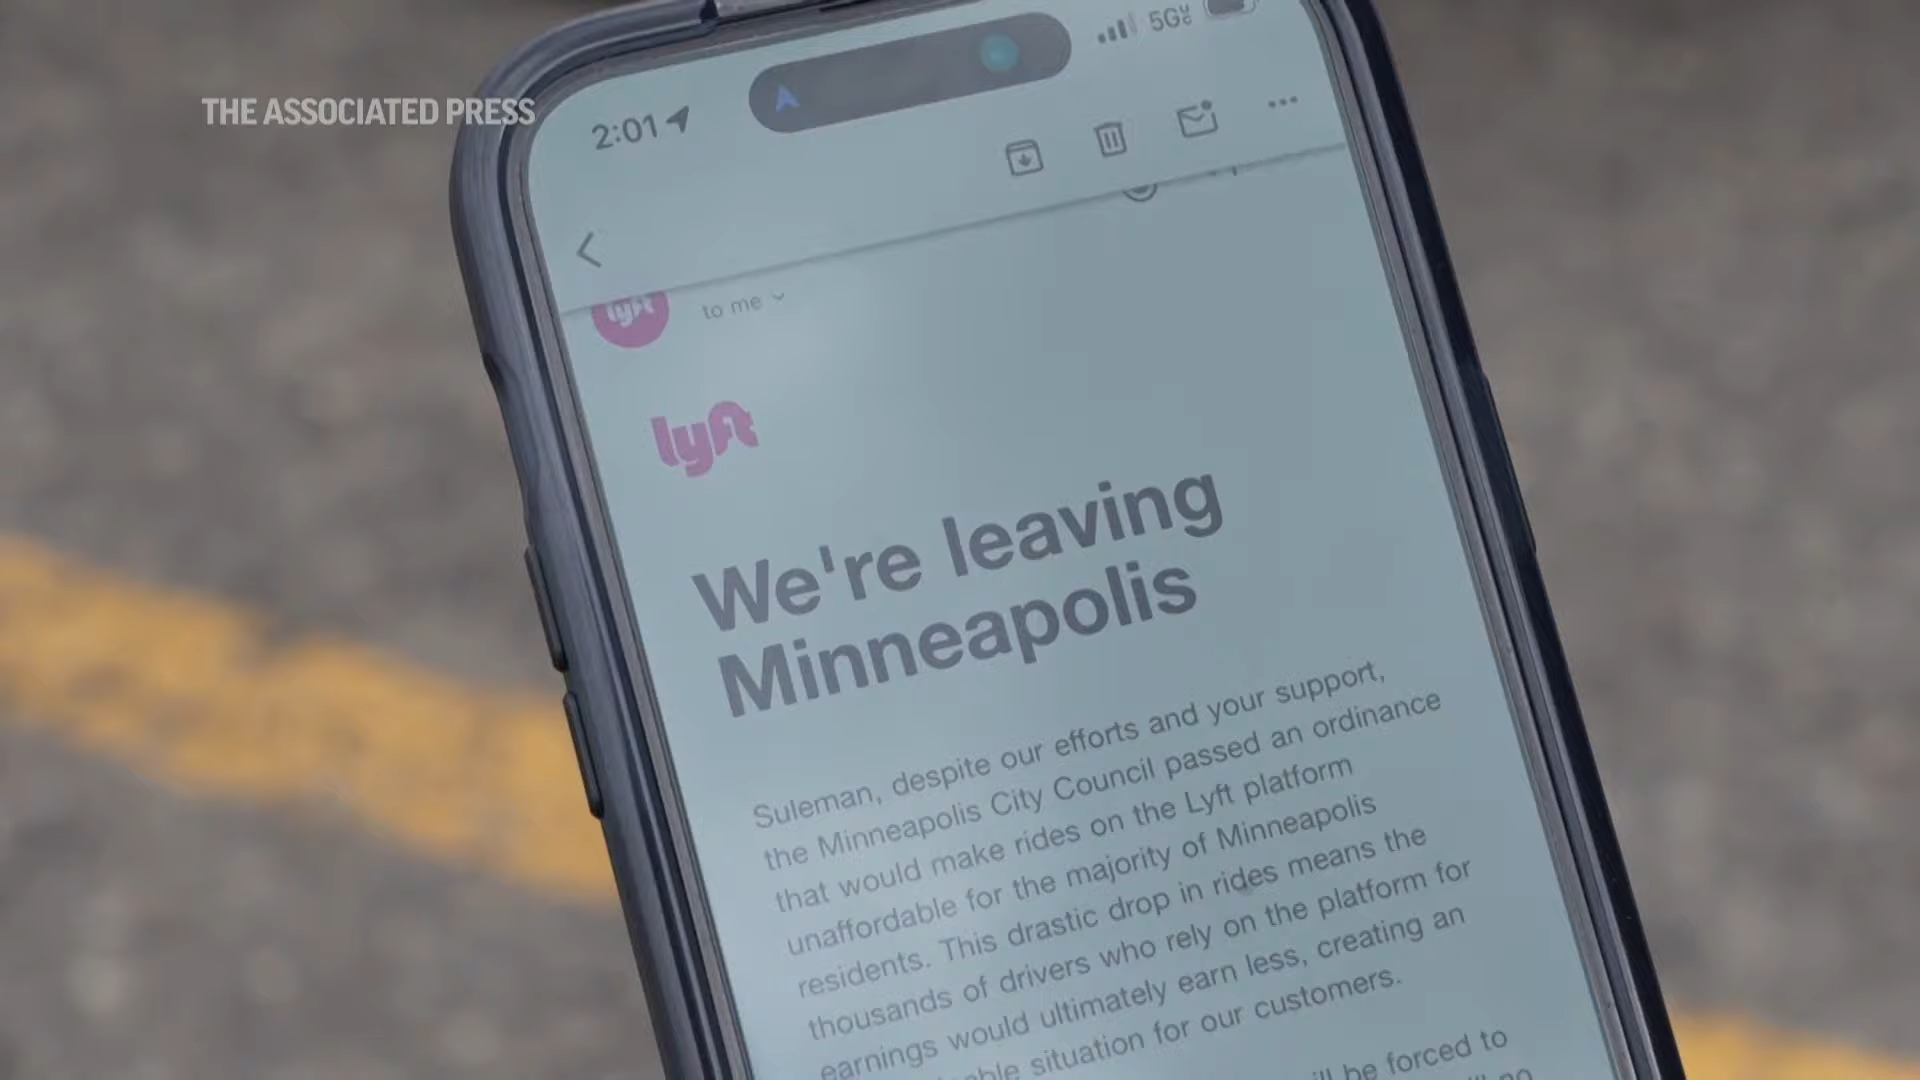 THE ASSOCIATED PRESS
2:01
5G
lyft
to me
lyft
We're leaving
Minneapolis
Suleman, despite our efforts and your support,
the Minneapolis City Council passed an ordinance
that would make rides on the Lyft platform
unaffordable for the majority of Minneapolis
residents. This drastic drop in rides means the
thousands of drivers who rely on the platform for
earnings would ultimately earn less, creating an
situation for our customers.
be forced to